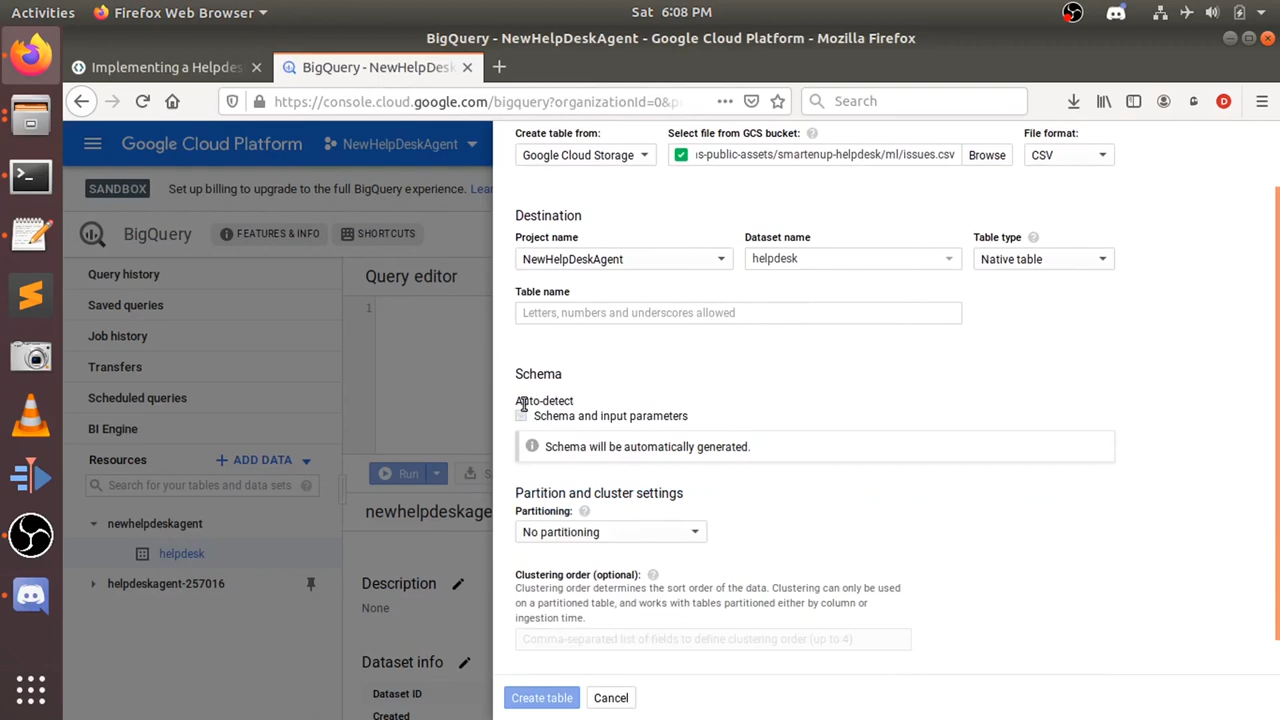 Activities
Firefox Web Browser
Sat 6:08 PM
BigQuery - NewHelpDeskAgent - Google Cloud Platform - Mozilla Firefox
Implementing a Helpdes
BigQuery - NewHelpDesk
https://console.cloud.google.com/bigquery?organizationId=0&p
Search
Google Cloud Platform
NewHelpDeskAgent
SANDBOX
Set up billing to upgrade to the full BigQuery experience. Lea
BigQuery
FEATURES & INFO
SHORTCUTS
Query history
Saved queries
Job history
Transfers
Scheduled queries
BI Engine
Resources
ADD DATA
Search for your tables and data sets
newhelpdeskagent
helpdesk
helpdeskagent-257016
Query editor
1
Run
S
newhelpdeskage
Description
None
Dataset info
Dataset ID
Created
Create table from:
Select file from GCS bucket:
File format:
Google Cloud Storage
s-public-assets/smartenup-helpdesk/ml/issues.csv
Browse
CSV
Destination
Project name
Dataset name
Table type
NewHelpDeskAgent
helpdesk
Native table
Table name
Letters, numbers and underscores allowed
Schema
Auto-detect
Schema and input parameters
Schema will be automatically generated.
Partition and cluster settings
Partitioning:
No partitioning
Clustering order (optional):
Clustering order determines the sort order of the data. Clustering can only be
used on a partitioned table, and works with tables partitioned either by column or
ingestion time.
Comma-separated list of fields to define clustering order (up to 4)
Create table
Cancel